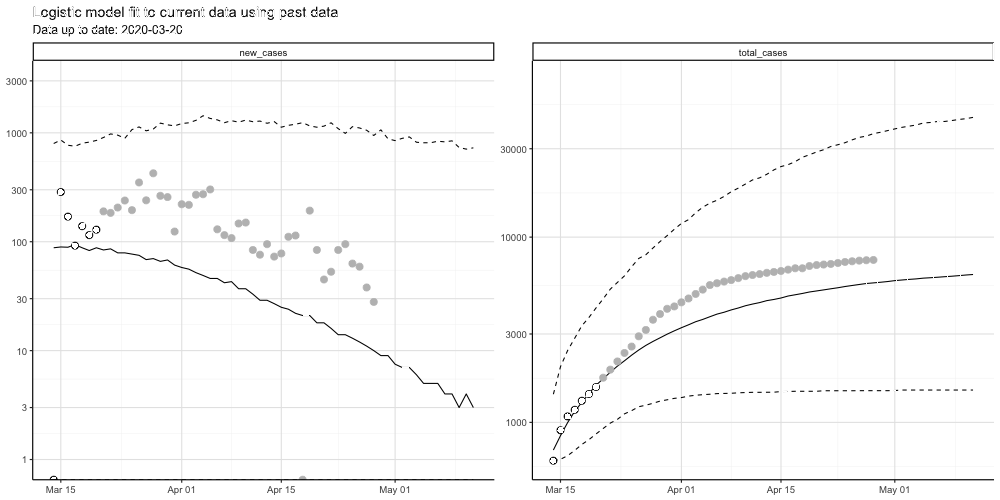 Logistic model fit to current data using past data
Data up to date: 2020-03-20
new_cases
total_cases
3000
1000
300
100
30
10
3
1
30000
10000
3000
1000
Mar 15
Apr 01
Apr 15
May 01
Mar 15
Apr 01
Apr 15
May 01